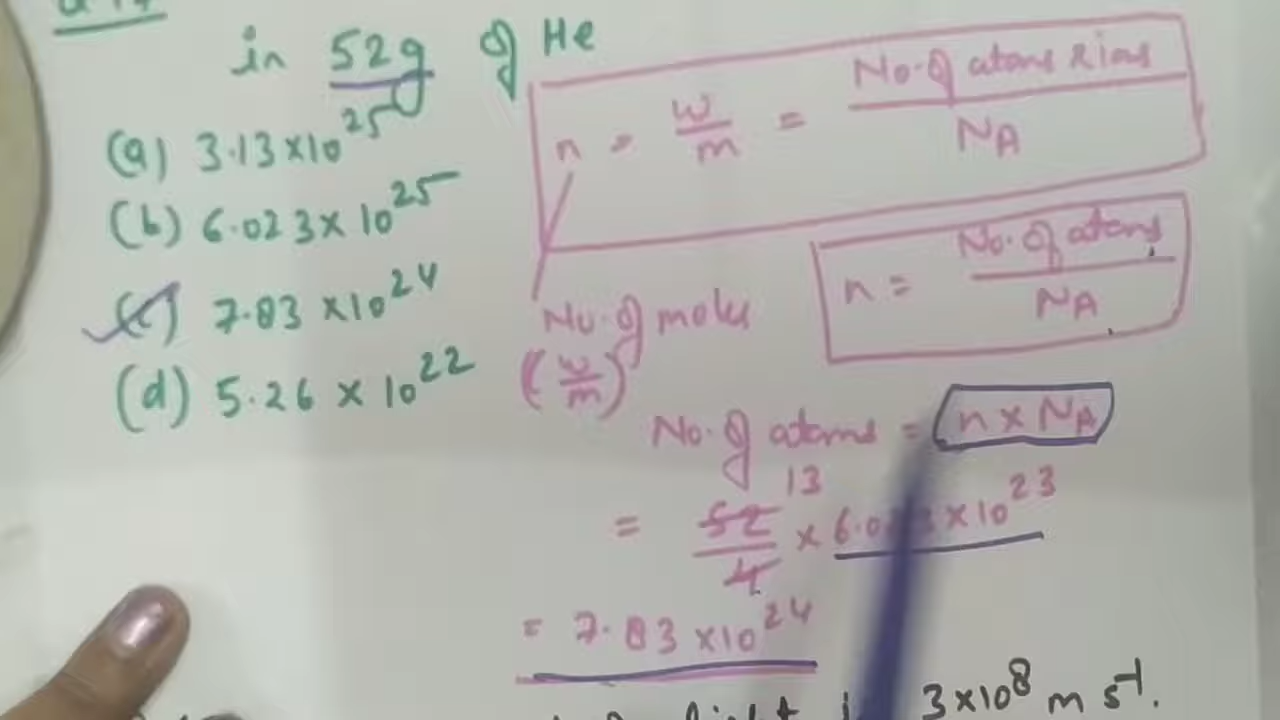 in 52g of He
(a) 3.13×10^25
(b) 6.023×10^25
(c) 7.83×10^24
(d) 5.26×10^22
n = w/m = No. of atoms & ions / NA
n = No. of atoms / NA
No. of moles
(w/m)
No. of atoms = n × NA
= 52/4 13 × 6.0 3×10^23
= 7.83×10^24
3×10^8 m s^-1.